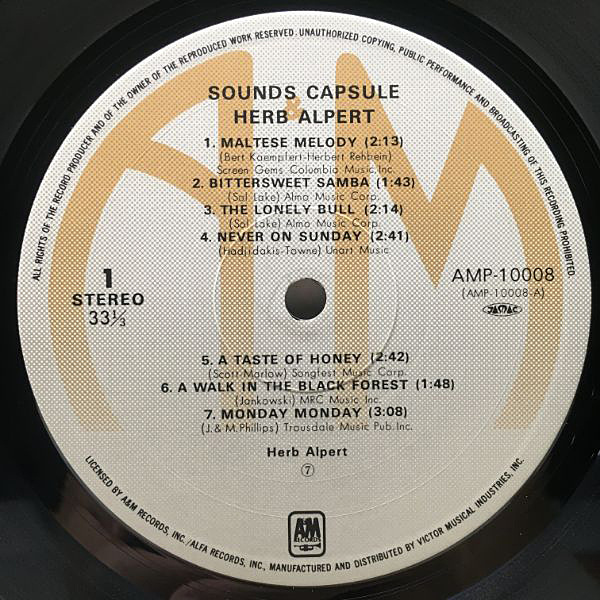 ALL RIGHTS OF THE RECORD PRODUCER AND OF THE OWNER OF THE REPRODUCED WORK RESERVED. UNAUTHORIZED COPYING, PUBLIC PERFORMANCE AND BROADCASTING OF THIS RECORDING PROHIBITED.
SOUNDS CAPSULE
HERB ALPERT
1. MALTESE MELODY (2:13)
(Bert Kaempfert-Herbert Rehbein)
Screen Gems Columbia Music. Inc
2. BITTERSWEET SAMBA (1:43)
(Sol Lake) Almo Music Corp.
3. THE LONELY BULL (2:14)
(Sol Lake) Almo Music Corp.
4. NEVER ON SUNDAY (2:41)
(Hadjidakis-Towne) Unart Music
1
STEREO
33⅓
AMP-10008
(AMP-10008-A)
JASRAC
5. A TASTE OF HONEY (2:42)
(Scott-Marlow) Songfest Music Corp.
6. A WALK IN THE BLACK FOREST (1:48)
(Jankowski) MRC Music Inc.
7. MONDAY MONDAY (3:08)
(J.& M.Phillips) Trousdale Music Pub. Inc.
Herb Alpert
⑦
A&M
RECORDS
LICENSED BY A&M RECORDS, INC./ALFA RECORDS, INC., MANUFACTURED AND DISTRIBUTED BY VICTOR MUSICAL INDUSTRIES, INC.